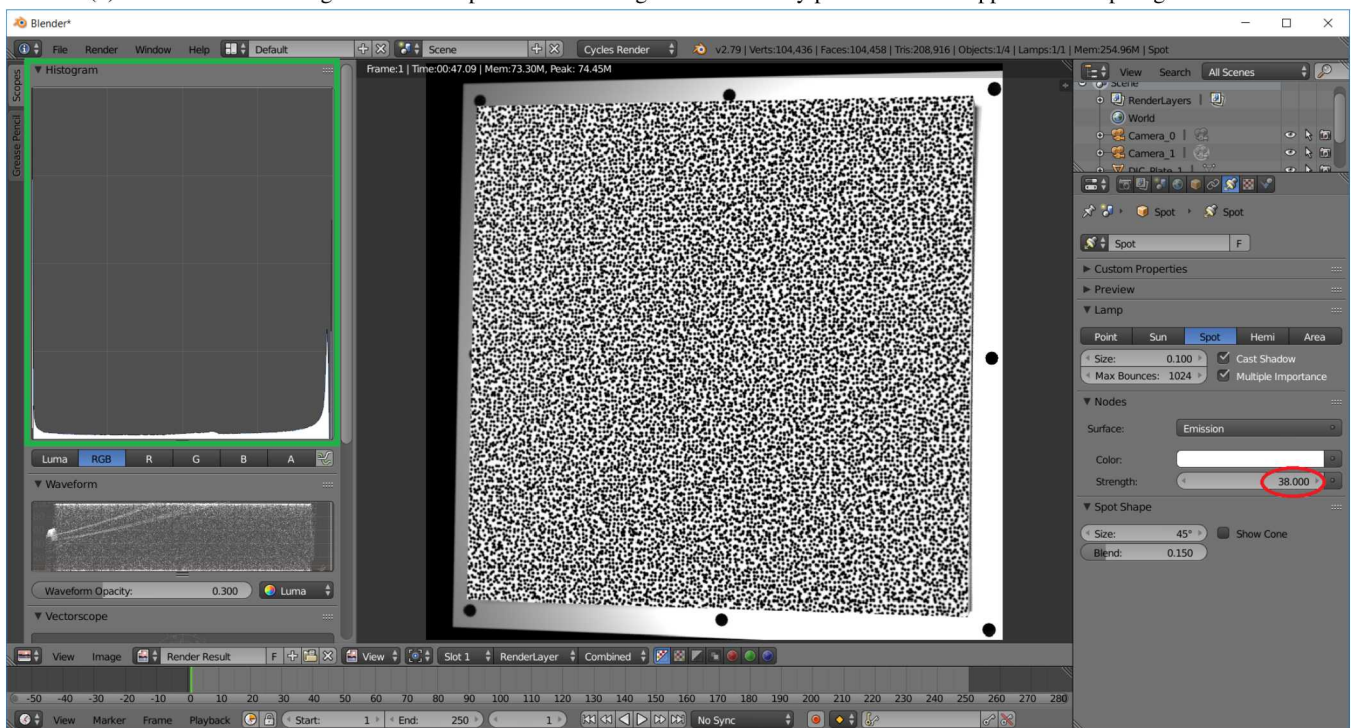 Blender*
File Render Window Help Default Scene Cycles Render v2.79 | Verts:104,436 | Faces:104,458 | Tris:208,916 | Objects:1/4 | Lamps:1/1 | Mem:254.96M | Spot
Histogram
Frame:1 | Time:00:47.09 | Mem:73.30M, Peak: 74.45M
View Search All Scenes
Scopes
Grease Pencil
Scene
RenderLayers |
World
Camera_0 |
Camera_1 |
DIC_Plate_1 |
Spot Spot
Spot F
Custom Properties
Preview
Lamp
Point Sun Spot Hemi Area
Size: 0.100 Cast Shadow
Max Bounces: 1024 Multiple Importance
Nodes
Surface: Emission
Color:
Strength: 38.000
Spot Shape
Size: 45° Show Cone
Blend: 0.150
Luma RGB R G B A
Waveform
Waveform Opacity: 0.300 Luma
Vectorscope
View Image Render Result F View Slot 1 RenderLayer Combined
-50 -40 -30 -20 -10 0 10 20 30 40 50 60 70 80 90 100 110 120 130 140 150 160 170 180 190 200 210 220 230 240 250 260 270 280
View Marker Frame Playback Start: 1 End: 250 1 No Sync